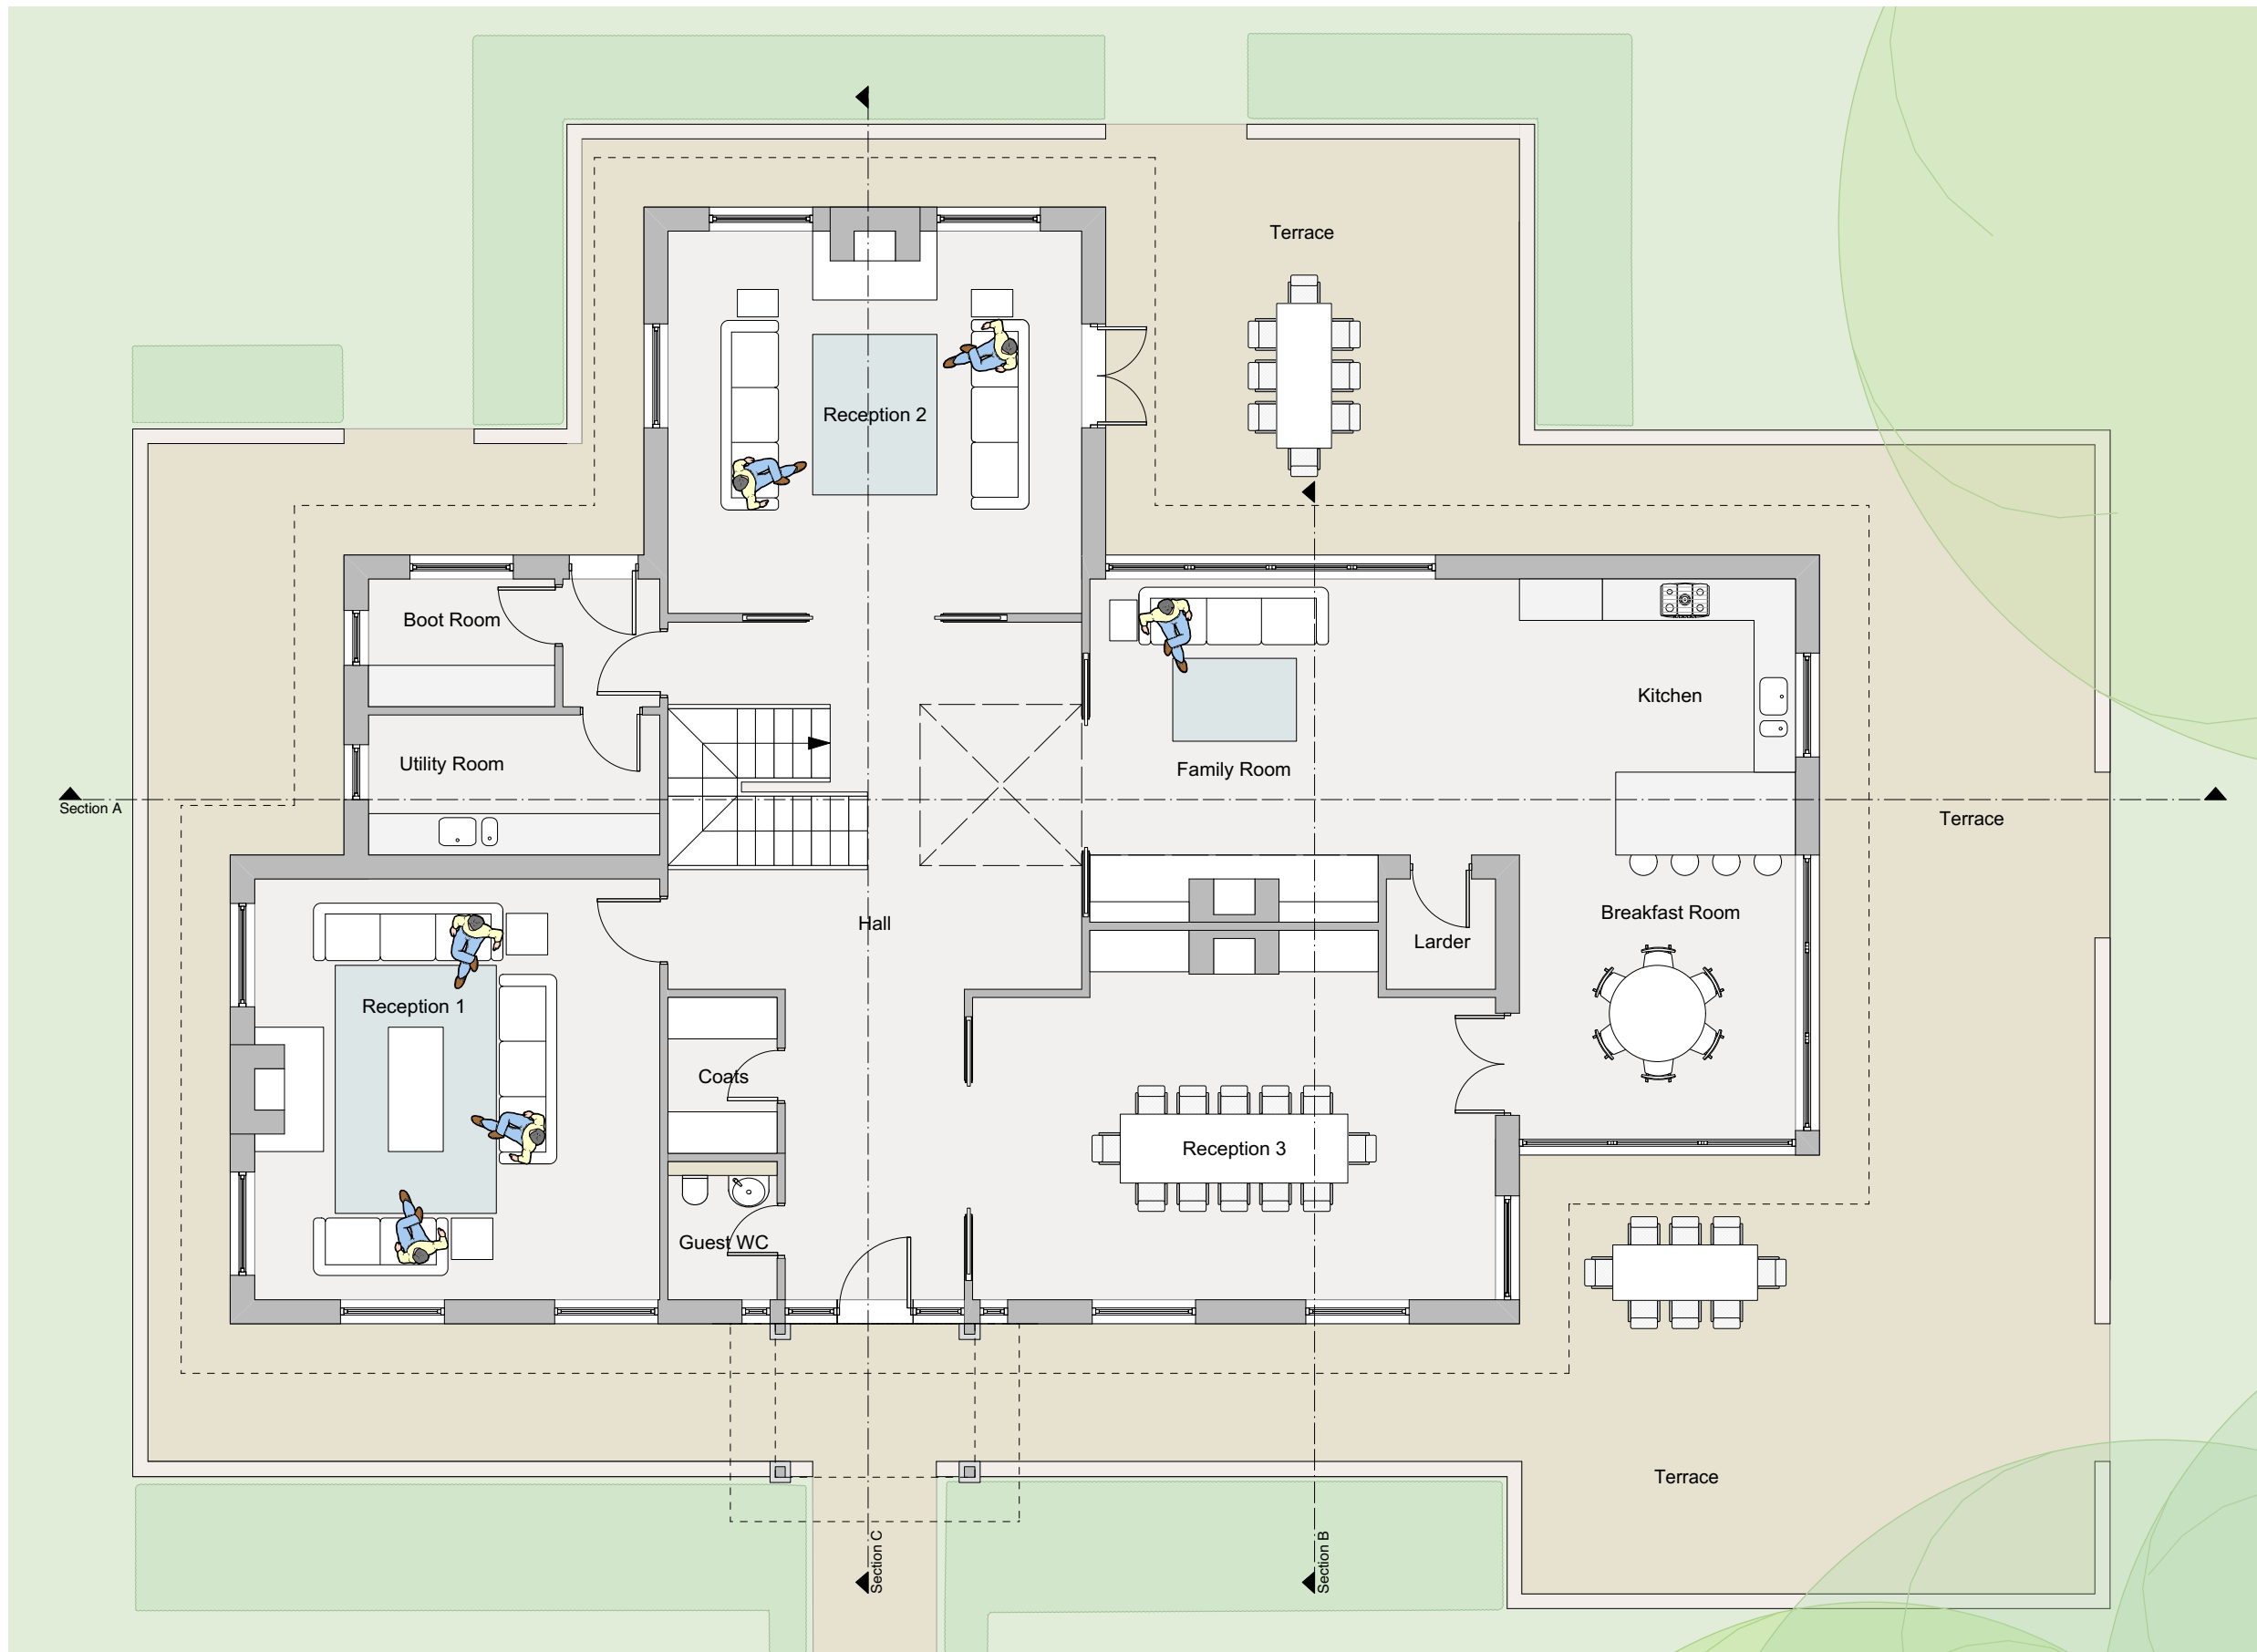 Terrace
Reception 2
Boot Room
Kitchen
Utility Room
Family Room
Section A
Terrace
Hall
Breakfast Room
Larder
Reception 1
Coats
Reception 3
Guest WC
Terrace
Section C
Section B